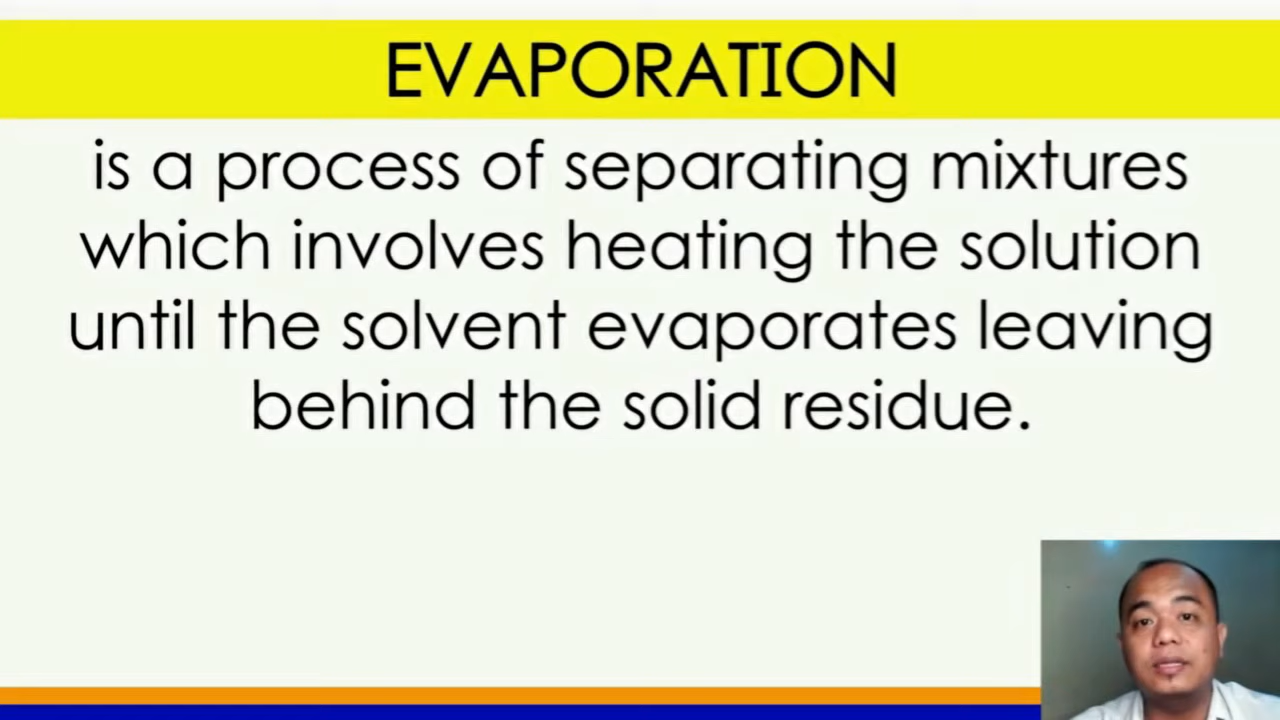 EVAPORATION
is a process of separating mixtures
which involves heating the solution
until the solvent evaporates leaving
behind the solid residue.